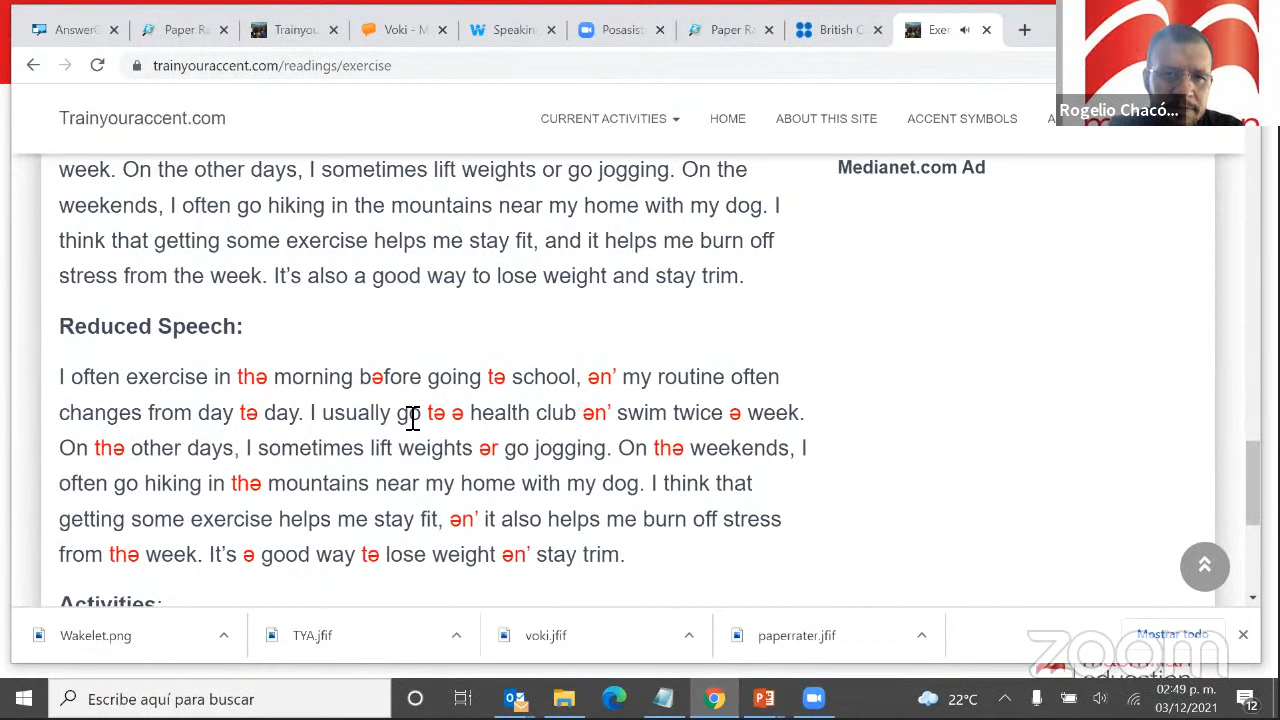 AnswerG
Paper Ra
Trainyou
Voki - M
Speakin
Posasist
Paper Ra
British C
Exer
trainyouraccent.com/readings/exercise
Rogelio Chacó...
Trainyouraccent.com
CURRENT ACTIVITIES
HOME
ABOUT THIS SITE
ACCENT SYMBOLS
A
week. On the other days, I sometimes lift weights or go jogging. On the
weekends, I often go hiking in the mountains near my home with my dog. I
think that getting some exercise helps me stay fit, and it helps me burn off
stress from the week. It's also a good way to lose weight and stay trim.
Medianet.com Ad
Reduced Speech:
I often exercise in thə morning bəfore going tə school, ən' my routine often
changes from day tə day. I usually go tə ə health club ən' swim twice ə week.
On thə other days, I sometimes lift weights ər go jogging. On thə weekends, I
often go hiking in thə mountains near my home with my dog. I think that
getting some exercise helps me stay fit, ən' it also helps me burn off stress
from thə week. It's ə good way tə lose weight ən' stay trim.
Activities:
Wakelet.png
TYA.jfif
voki.jfif
paperrater.jfif
Mostrar todo
zoom
education
Escribe aquí para buscar
22°C
02:49 p. m.
03/12/2021
12